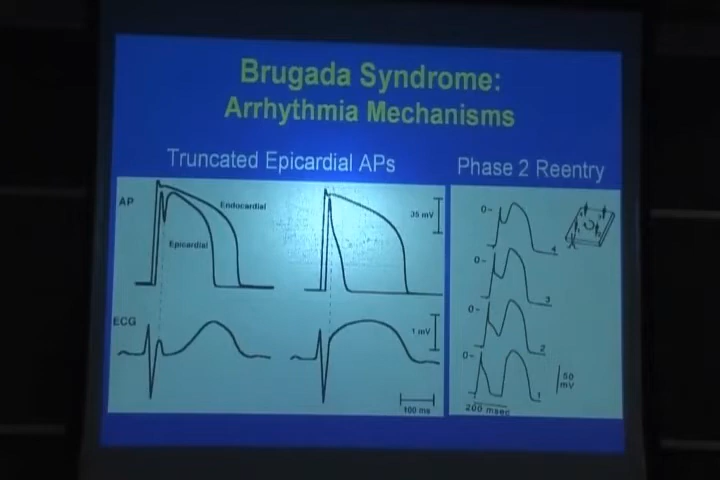 Brugada Syndrome:
Arrhythmia Mechanisms
Truncated Epicardial APs
Phase 2 Reentry
AP
Endocardial
Epicardial
35 mV
ECG
1 mV
100 ms
0-
4
0-
3
0-
2
0-
1
50
mV
200 msec